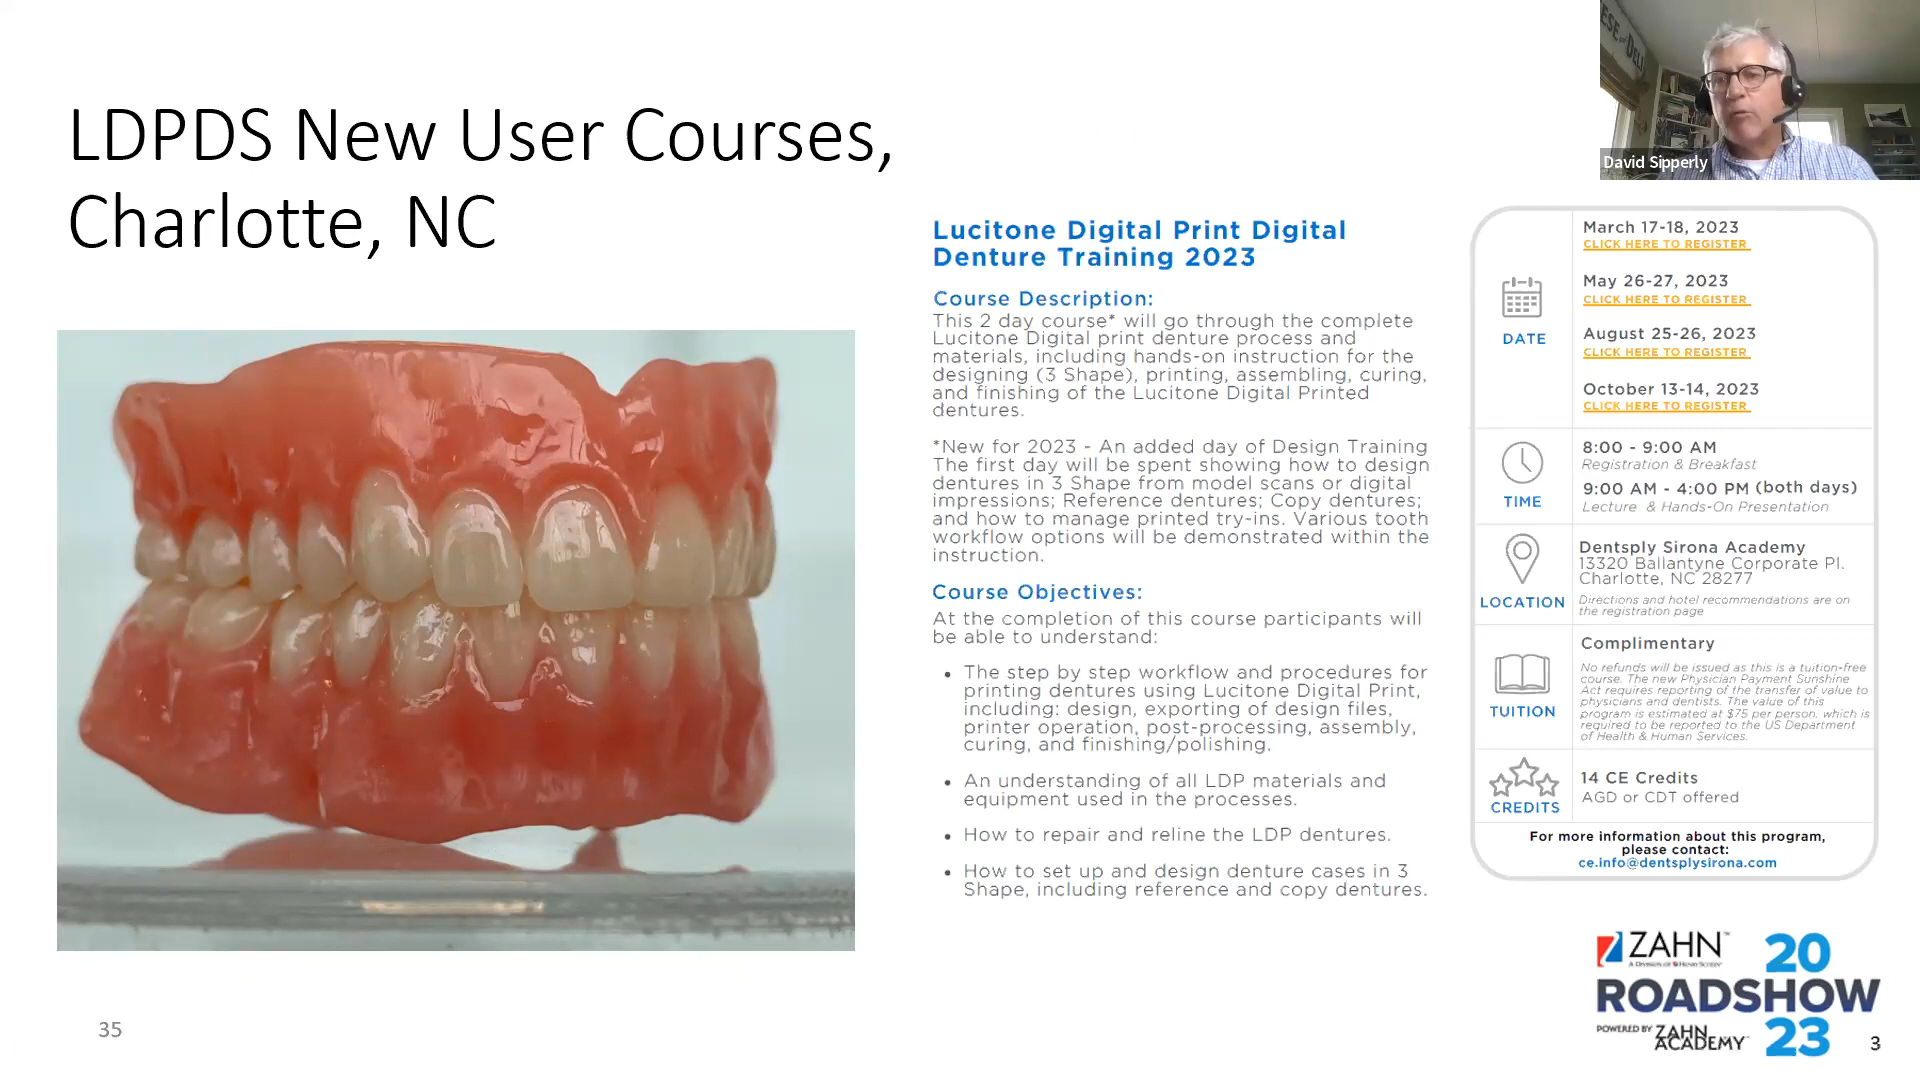 LDPDS New User Courses,
Charlotte, NC
David Sipperly
Lucitone Digital Print Digital
Denture Training 2023
Course Description:
This 2 day course* will go through the complete
Lucitone Digital print denture process and
materials, including hands-on instruction for the
designing (3 Shape), printing, assembling, curing,
and finishing of the Lucitone Digital Printed
dentures.
*New for 2023 - An added day of Design Training
The first day will be spent showing how to design
dentures in 3 Shape from model scans or digital
impressions; Reference dentures; Copy dentures;
and how to manage printed try-ins. Various tooth
workflow options will be demonstrated within the
instruction.
Course Objectives:
At the completion of this course participants will
be able to understand:
• The step by step workflow and procedures for
printing dentures using Lucitone Digital Print,
including: design, exporting of design files,
printer operation, post-processing, assembly,
curing, and finishing/polishing.
• An understanding of all LDP materials and
equipment used in the processes.
• How to repair and reline the LDP dentures.
• How to set up and design denture cases in 3
Shape, including reference and copy dentures.
DATE
March 17-18, 2023
CLICK HERE TO REGISTER
May 26-27, 2023
CLICK HERE TO REGISTER
August 25-26, 2023
CLICK HERE TO REGISTER
October 13-14, 2023
CLICK HERE TO REGISTER
TIME
8:00 - 9:00 AM
Registration & Breakfast
9:00 AM - 4:00 PM (both days)
Lecture & Hands-On Presentation
LOCATION
Dentsply Sirona Academy
13320 Ballantyne Corporate Pl.
Charlotte, NC 28277
Directions and hotel recommendations are on
the registration page
TUITION
Complimentary
No refunds will be issued as this is a tuition-free
course. The new Physician Payment Sunshine
Act requires reporting of the transfer of value to
physicians and dentists. The value of this
program is estimated at $75 per person, which is
required to be reported to the US Department
of Health & Human Services.
CREDITS
14 CE Credits
AGD or CDT offered
For more information about this program,
please contact:
ce.info@dentsplysirona.com
ZAHN™
A DIVISION OF HENRY SCHEIN
20
ROADSHOW
POWERED BY ZAHN
ACADEMY
23
35
3